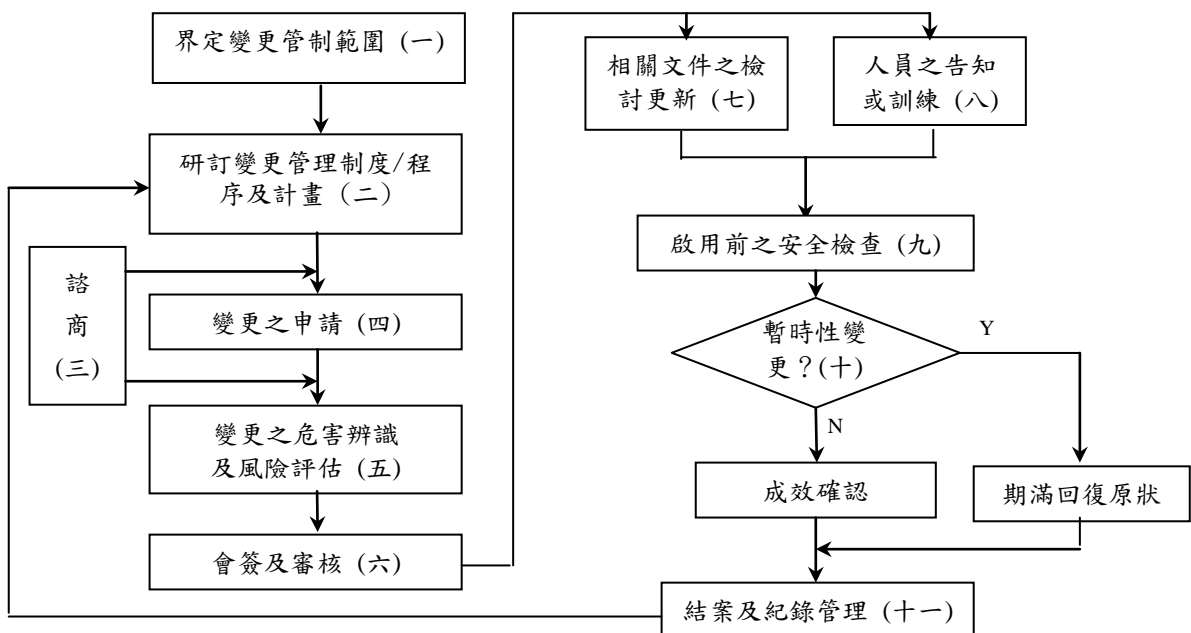 界定變更管制範圍 (一)
研訂變更管理制度/程
序及計畫 (二)
諮
商
(三)
變更之申請 (四)
變更之危害辨識
及風險評估 (五)
會簽及審核 (六)
相關文件之檢
討更新 (七)
人員之告知
或訓練 (八)
啟用前之安全檢查 (九)
暫時性變
更？(十)
Y
N
成效確認
期滿回復原狀
結案及紀錄管理 (十一)